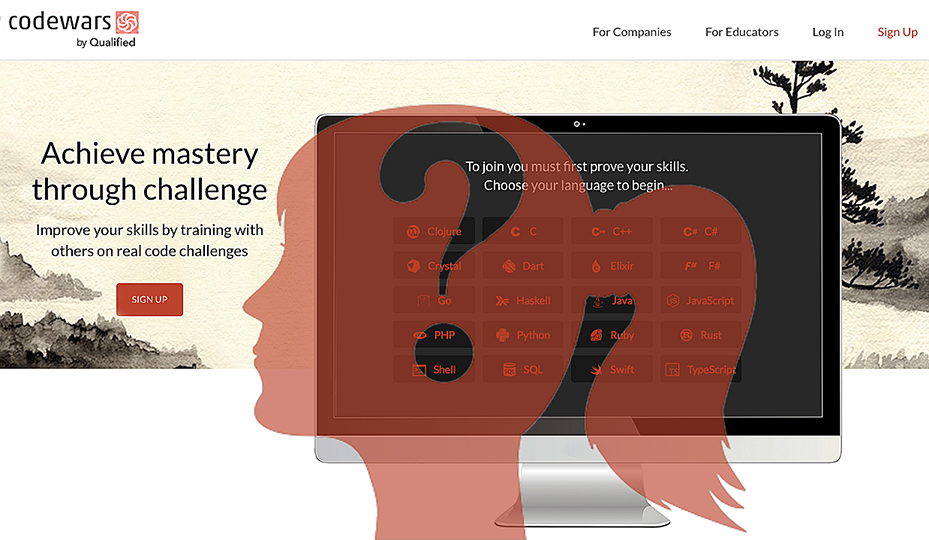 codewars
by Qualified
For Companies For Educators Log In Sign Up
Achieve mastery
through challenge
Improve your skills by training with
others on real code challenges
SIGN UP
To join you must first prove your skills.
Choose your language to begin...
Clojure C C++ C# C#
Crystal Dart Elixir F# F#
Go Haskell Java JS JavaScript
php PHP Python Ruby Rust
Shell SQL Swift TS TypeScript